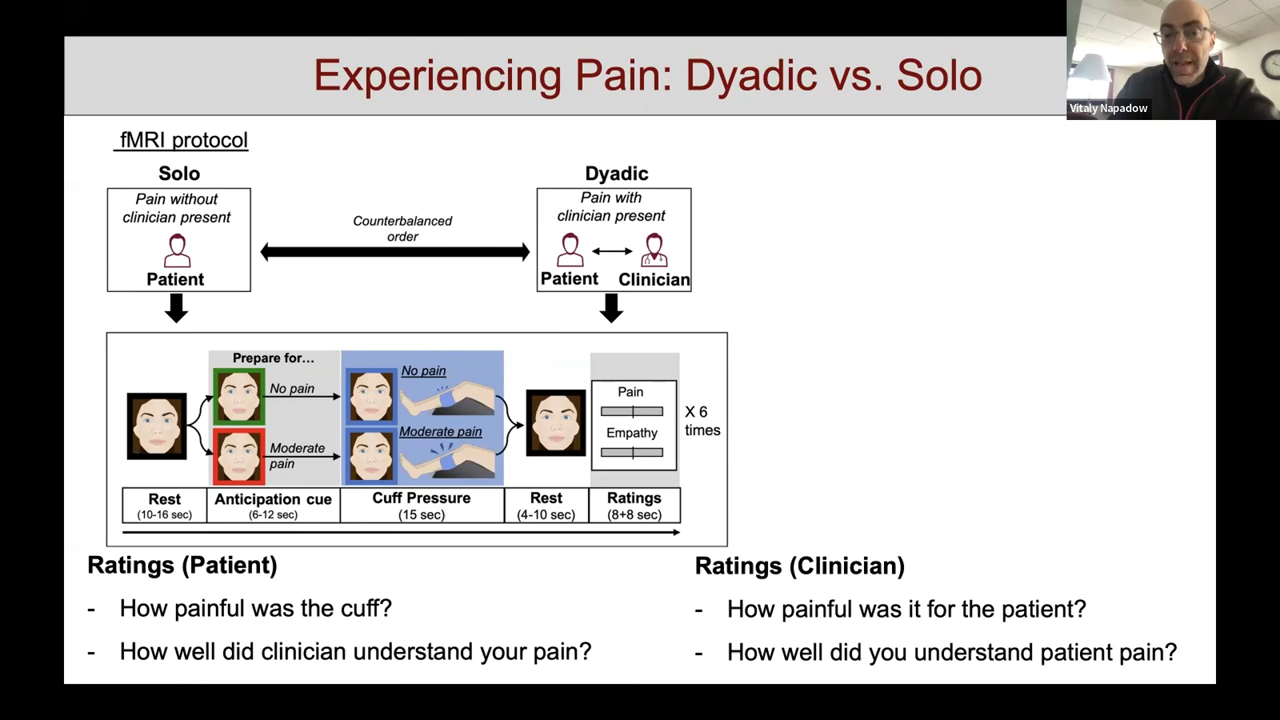 Experiencing Pain: Dyadic vs. Solo
Vitaly Napadow
fMRI protocol
Solo
Pain without
clinician present
Patient
Counterbalanced
order
Dyadic
Pain with
clinician present
Patient
Clinician
Prepare for...
No pain
Moderate
pain
No pain
Moderate pain
Pain
Empathy
X 6
times
Rest
(10-16 sec)
Anticipation cue
(6-12 sec)
Cuff Pressure
(15 sec)
Rest
(4-10 sec)
Ratings
(8+8 sec)
Ratings (Patient)
- How painful was the cuff?
- How well did clinician understand your pain?
Ratings (Clinician)
- How painful was it for the patient?
- How well did you understand patient pain?